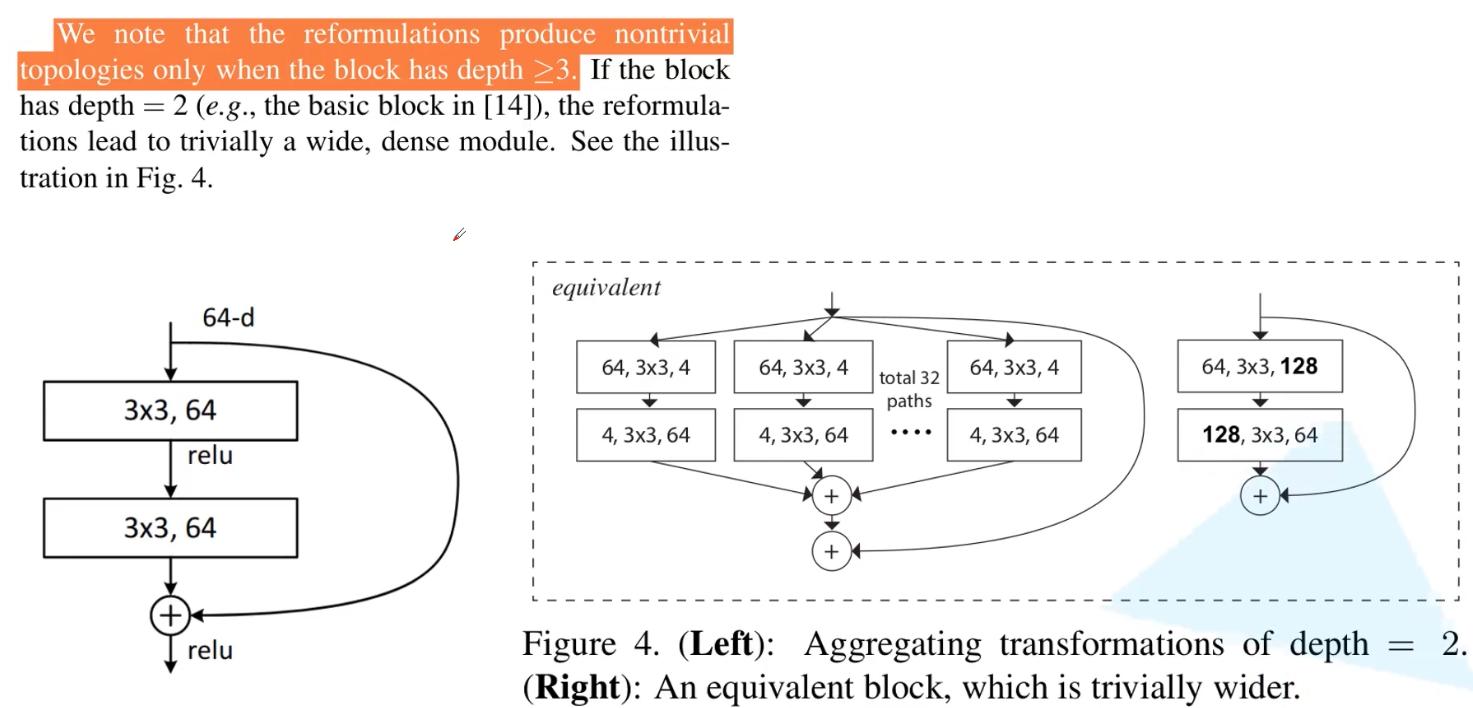 We note that the reformulations produce nontrivial
topologies only when the block has depth ≥3. If the block
has depth = 2 (e.g., the basic block in [14]), the reformula-
tions lead to trivially a wide, dense module. See the illus-
tration in Fig. 4.
64-d
3x3, 64
relu
3x3, 64
+
relu
equivalent
64, 3x3, 4
64, 3x3, 4
total 32
paths
....
64, 3x3, 4
4, 3x3, 64
4, 3x3, 64
4, 3x3, 64
+
+
64, 3x3, 128
128, 3x3, 64
+
Figure 4. (Left): Aggregating transformations of depth = 2.
(Right): An equivalent block, which is trivially wider.